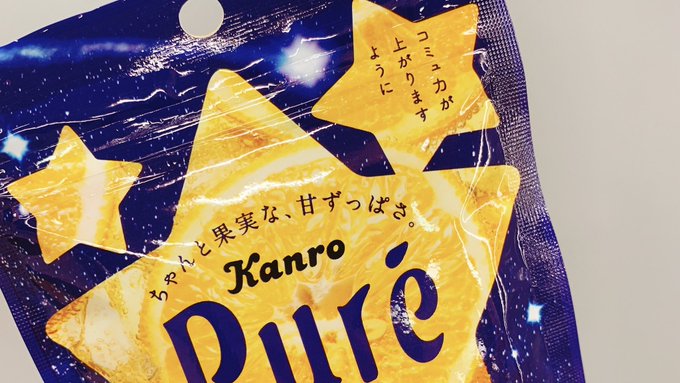 コミュ力が
上がります
ように
ちゃんと果実な、甘ずっぱさ。
Kanro
Puré